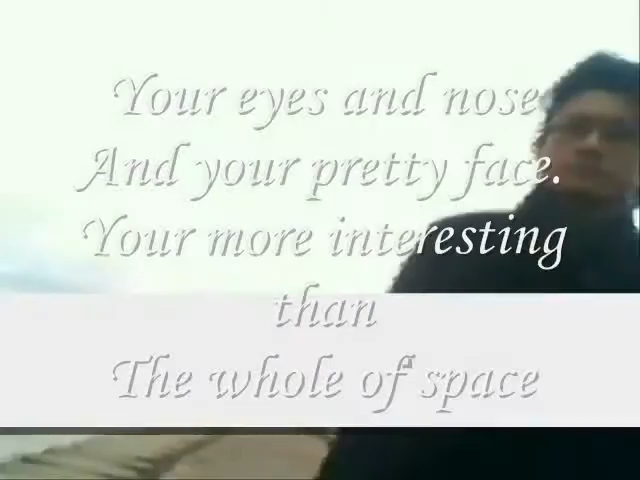 Your eyes and nose
And your pretty face.
Your more interesting
than
The whole of space